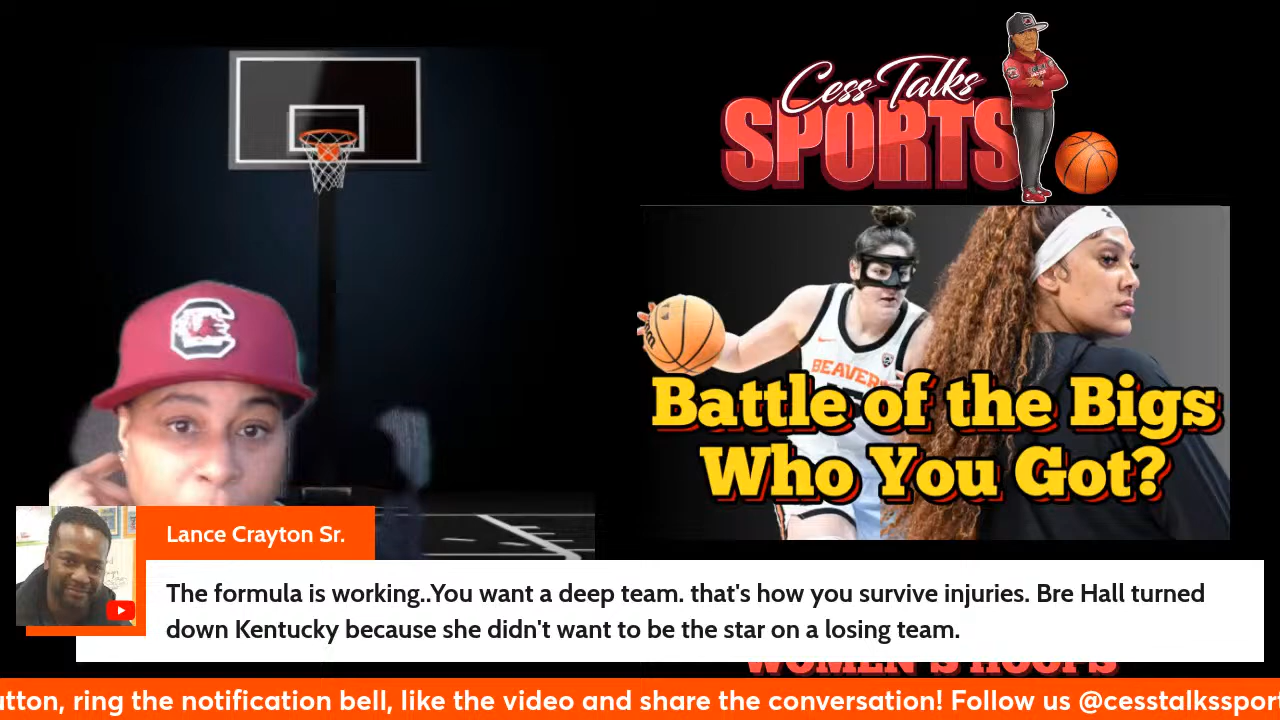 Cess Talks
SPORTS
BEAVERS
Battle of the Bigs
Who You Got?
Lance Crayton Sr.
The formula is working..You want a deep team. that's how you survive injuries. Bre Hall turned
down Kentucky because she didn't want to be the star on a losing team.
WOMEN'S HOOPS
utton, ring the notification bell, like the video and share the conversation! Follow us @cesstalksspor